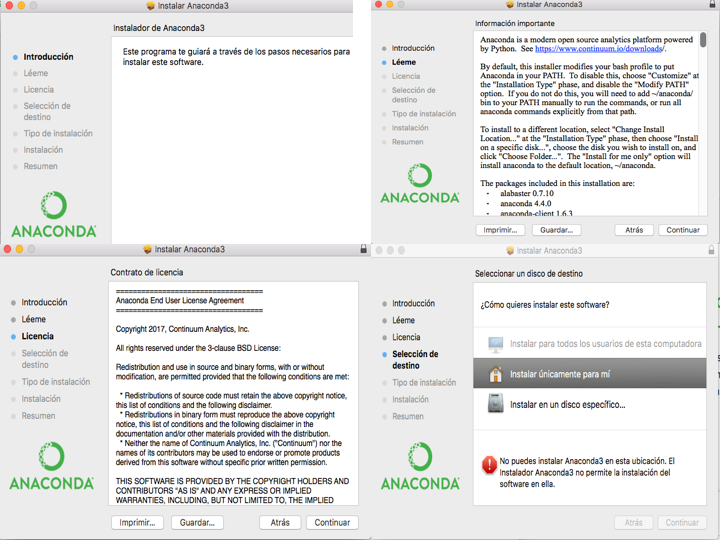 Instalar Anaconda3
Instalador de Anaconda3
Introducción
Léeme
Licencia
Selección de
destino
Tipo de instalación
Instalación
Resumen
ANACONDA
Este programa te guiará a través de los pasos necesarios para
instalar este software.
Instalar Anaconda3
Información importante
Introducción
Léeme
Licencia
Selección de
destino
Tipo de instalación
Instalación
Resumen
ANACONDA
Anaconda is a modern open source analytics platform powered
by Python. See https://www.continuum.io/downloads/.
By default, this installer modifies your bash profile to put
Anaconda in your PATH. To disable this, choose "Customize" at
the "Installation Type" phase, and disable the "Modify PATH"
option. If you do not do this, you will need to add ~/anaconda/
bin to your PATH manually to run the commands, or run all
anaconda commands explicitly from that path.
To install to a different location, select "Change Install
Location..." at the "Installation Type" phase, then choose "Install
on a specific disk...", choose the disk you wish to install on, and
click "Choose Folder...". The "Install for me only" option will
install anaconda to the default location, ~/anaconda.
The packages included in this installation are:
- alabaster 0.7.10
- anaconda 4.4.0
- anaconda-client 1.6.3
Imprimir...
Guardar...
Atrás
Continuar
Instalar Anaconda3
Contrato de licencia
Introducción
Léeme
Licencia
Selección de
destino
Tipo de instalación
Instalación
Resumen
ANACONDA
===================================
Anaconda End User License Agreement
===================================
Copyright 2017, Continuum Analytics, Inc.
All rights reserved under the 3-clause BSD License:
Redistribution and use in source and binary forms, with or without
modification, are permitted provided that the following conditions are met:
* Redistributions of source code must retain the above copyright notice,
this list of conditions and the following disclaimer.
* Redistributions in binary form must reproduce the above copyright
notice, this list of conditions and the following disclaimer in the
documentation and/or other materials provided with the distribution.
* Neither the name of Continuum Analytics, Inc. ("Continuum") nor the
names of its contributors may be used to endorse or promote products
derived from this software without specific prior written permission.
THIS SOFTWARE IS PROVIDED BY THE COPYRIGHT HOLDERS AND
CONTRIBUTORS "AS IS" AND ANY EXPRESS OR IMPLIED
WARRANTIES, INCLUDING, BUT NOT LIMITED TO, THE IMPLIED
Imprimir...
Guardar...
Atrás
Continuar
Instalar Anaconda3
Seleccionar un disco de destino
Introducción
Léeme
Licencia
Selección de
destino
Tipo de instalación
Instalación
Resumen
ANACONDA
¿Cómo quieres instalar este software?
Instalar para todos los usuarios de esta computadora
Instalar únicamente para mí
Instalar en un disco específico...
No puedes instalar Anaconda3 en esta ubicación. El
Instalador Anaconda3 no permite la instalación del
software en ella.
Atrás
Continuar